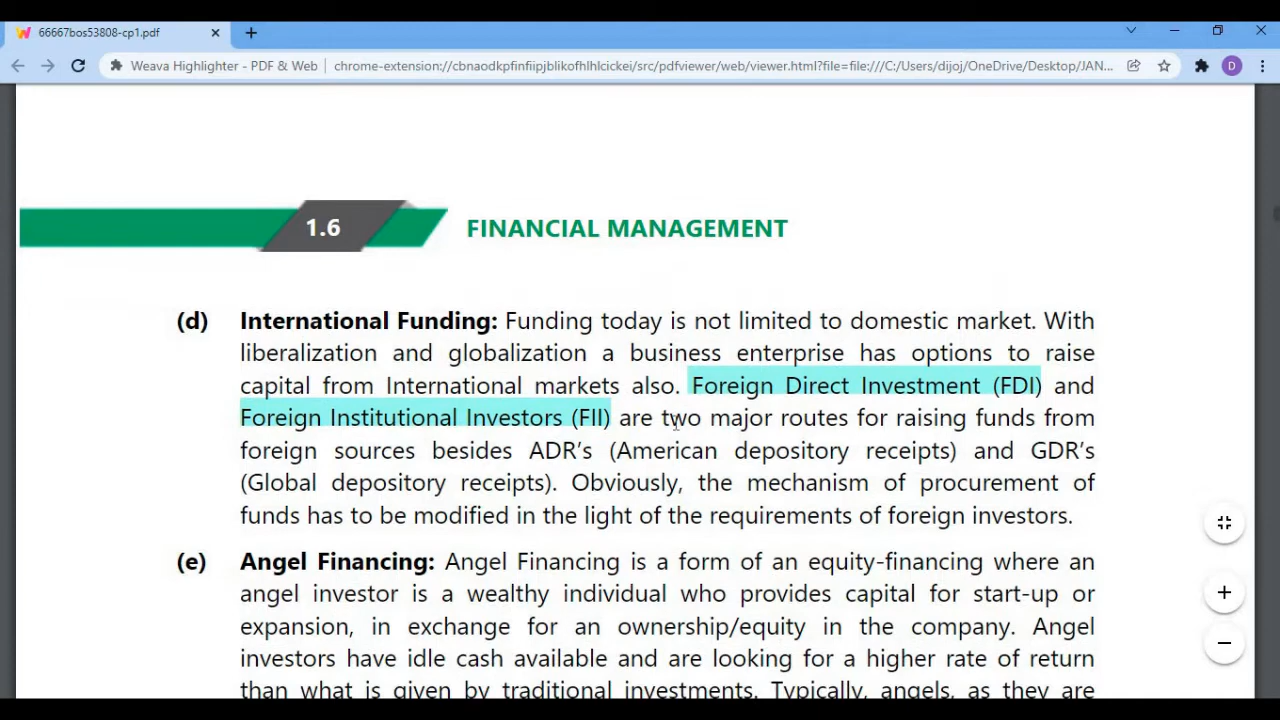 66667bos53808-cp1.pdf
Weava Highlighter - PDF & Web | chrome-extension://cbnaodkpfinfiipjblikofhlhlcickei/src/pdfviewer/web/viewer.html?file=file:///C:/Users/dijoj/OneDrive/Desktop/JAN... D
1.6 FINANCIAL MANAGEMENT
(d) International Funding: Funding today is not limited to domestic market. With
liberalization and globalization a business enterprise has options to raise
capital from International markets also. Foreign Direct Investment (FDI) and
Foreign Institutional Investors (FII) are two major routes for raising funds from
foreign sources besides ADR’s (American depository receipts) and GDR’s
(Global depository receipts). Obviously, the mechanism of procurement of
funds has to be modified in the light of the requirements of foreign investors.
(e) Angel Financing: Angel Financing is a form of an equity-financing where an
angel investor is a wealthy individual who provides capital for start-up or
expansion, in exchange for an ownership/equity in the company. Angel
investors have idle cash available and are looking for a higher rate of return
than what is given by traditional investments. Typically, angels, as they are